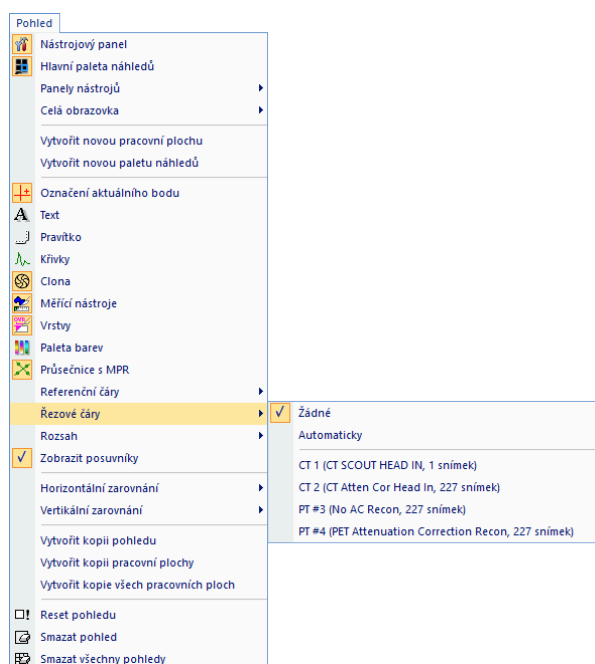 Pohled
Nástrojový panel
Hlavní paleta náhledů
Panely nástrojů
Celá obrazovka
Vytvořit novou pracovní plochu
Vytvořit novou paletu náhledů
Označení aktuálního bodu
Text
Pravítko
Křivky
Clona
Měřící nástroje
Vrstvy
Paleta barev
Průsečnice s MPR
Referenční čáry
Řezové čáry
Žádné
Rozsah
Automaticky
Zobrazit posuvníky
CT 1 (CT SCOUT HEAD IN, 1 snímek)
Horizontální zarovnání
CT 2 (CT Atten Cor Head In, 227 snímek)
Vertikální zarovnání
PT #3 (No AC Recon, 227 snímek)
PT #4 (PET Attenuation Correction Recon, 227 snímek)
Vytvořit kopii pohledu
Vytvořit kopii pracovní plochy
Vytvořit kopie všech pracovních ploch
Reset pohledu
Smazat pohled
Smazat všechny pohledy